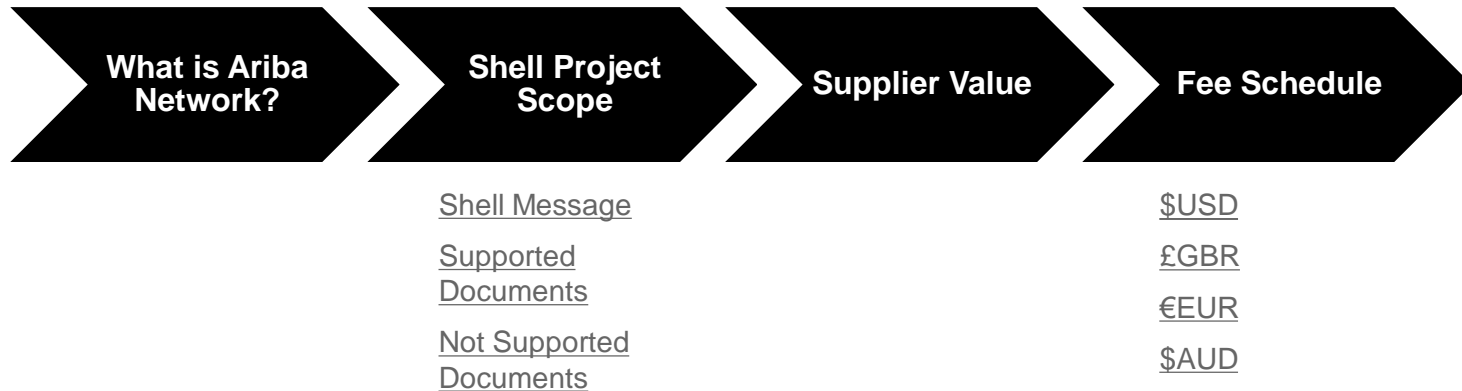 What is Ariba
Network?
Shell Project
Scope
Supplier Value
Fee Schedule
Shell Message
Supported
Documents
Not Supported
Documents
$USD
£GBR
€EUR
$AUD